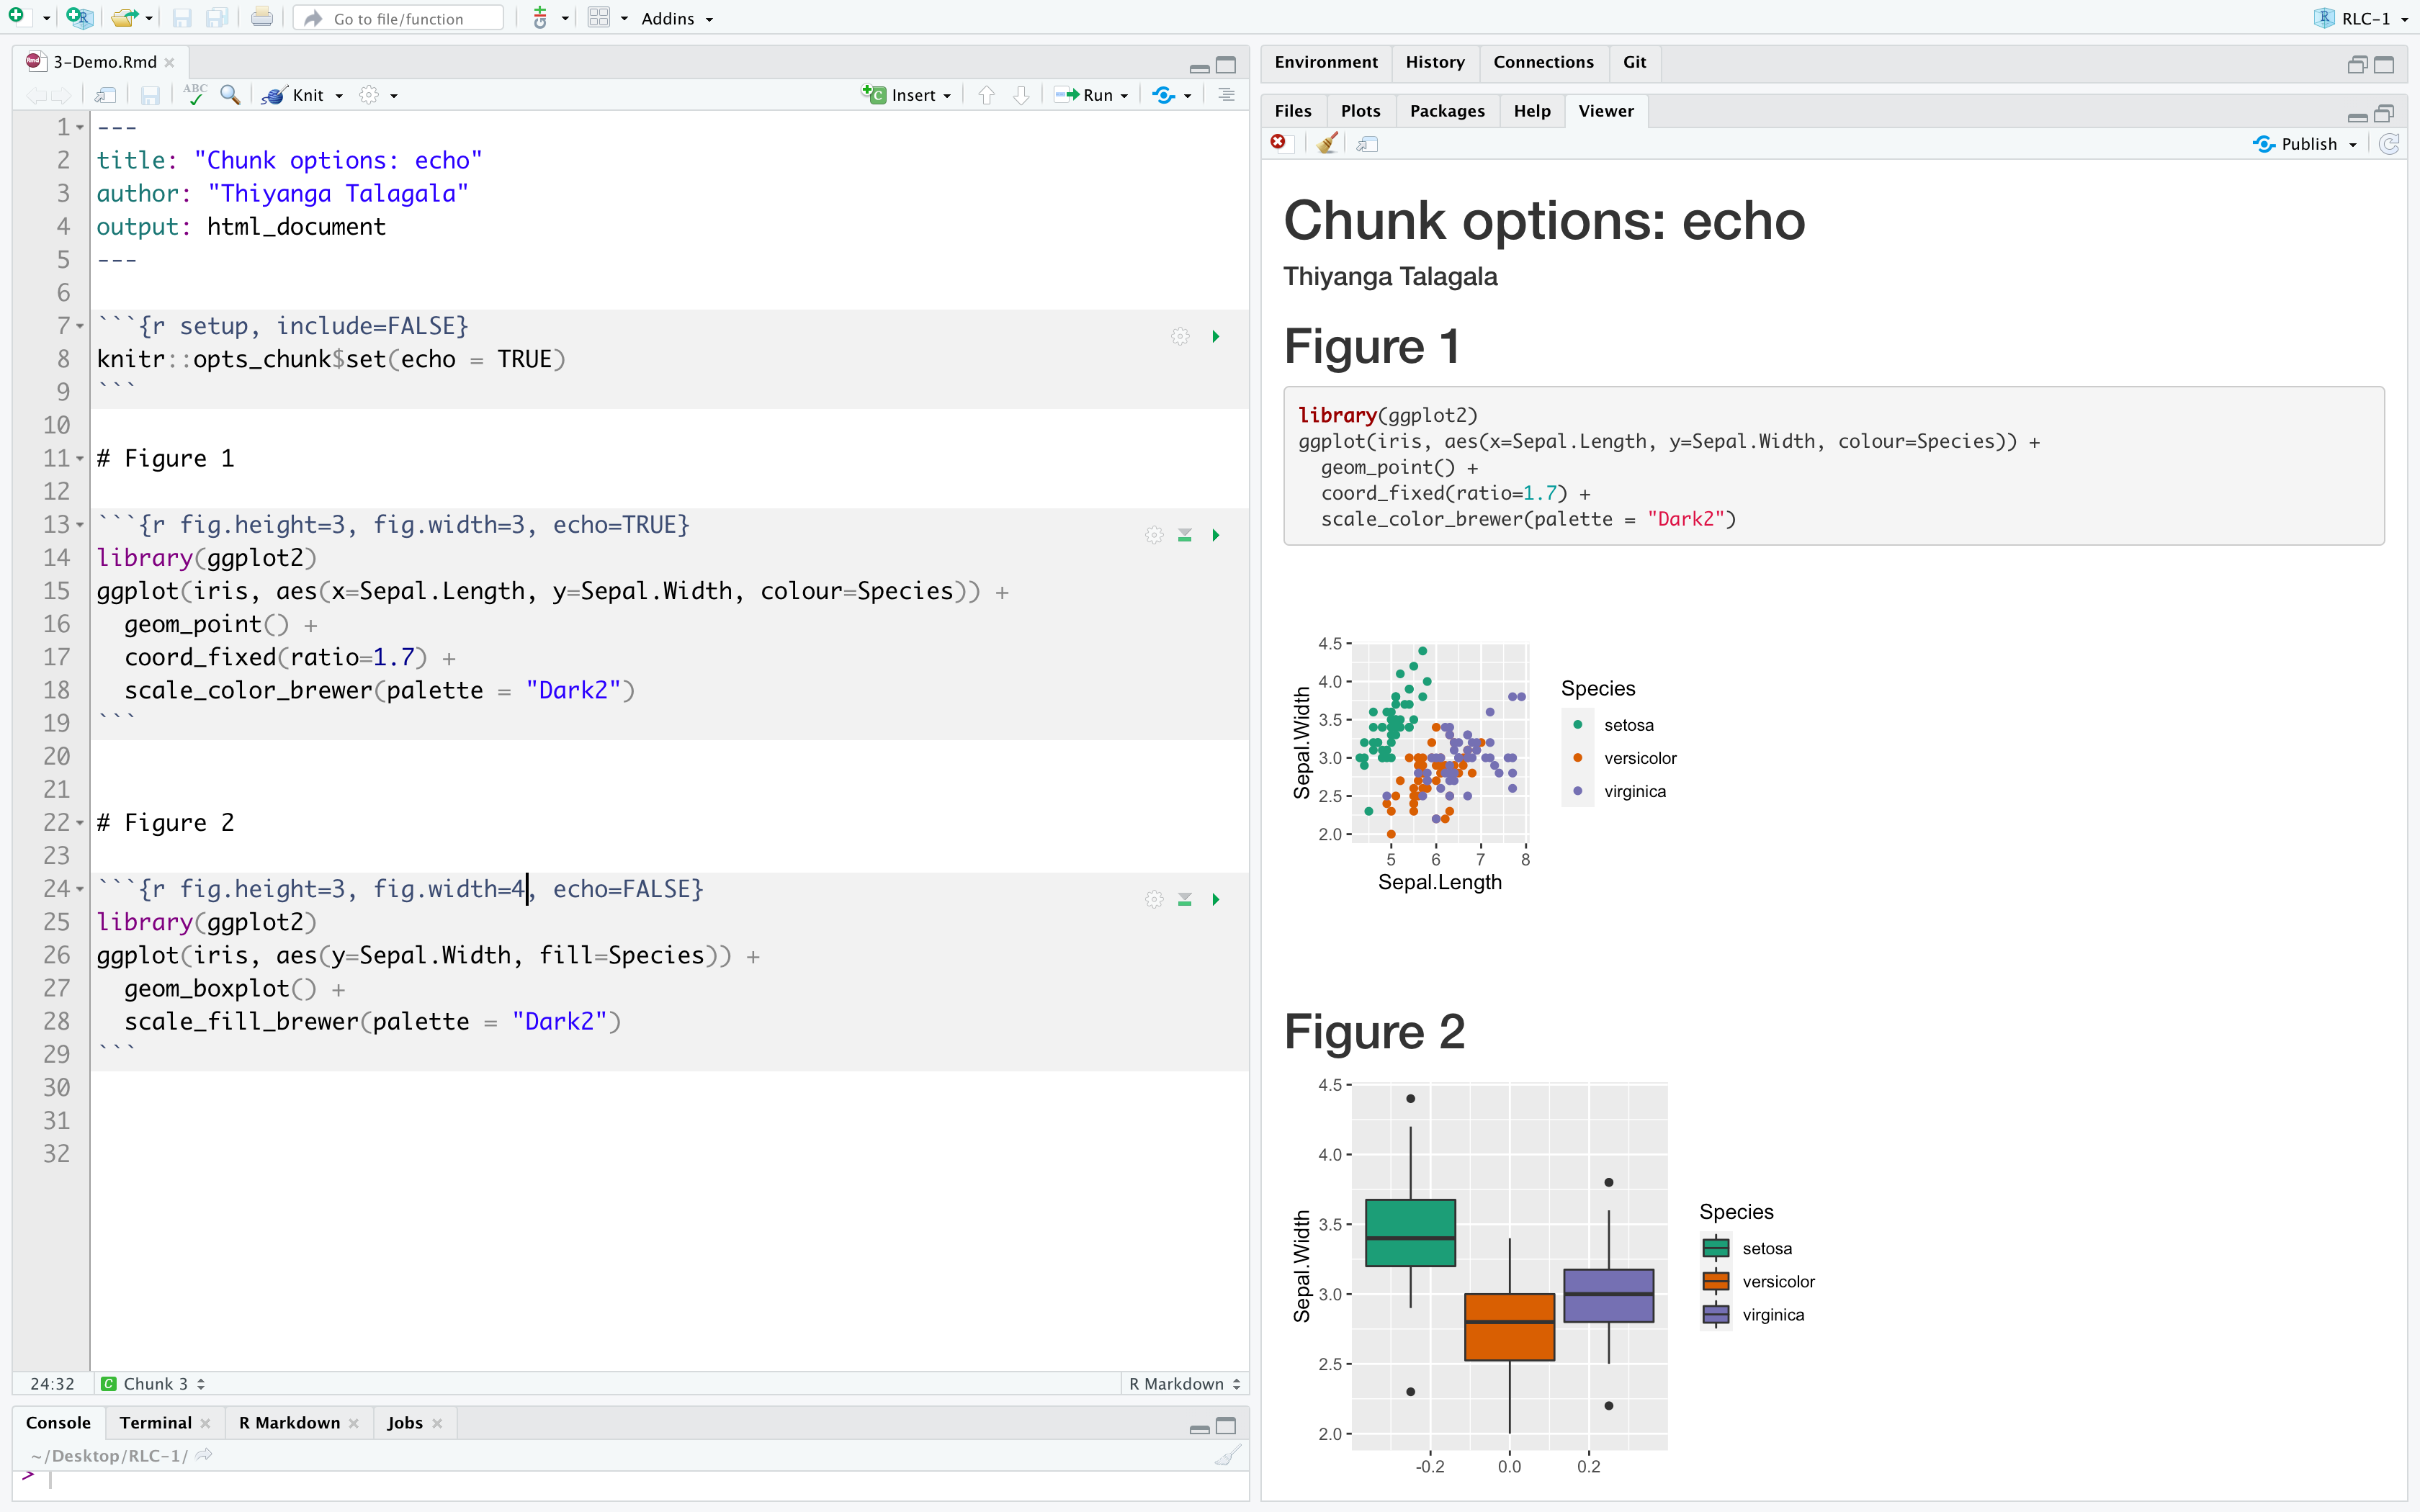 Go to file/function
Addins
RLC-1
3-Demo.Rmd
ABC
Knit
Insert
Run
1 ---
2 title: "Chunk options: echo"
3 author: "Thiyanga Talagala"
4 output: html_document
5 ---
6
7 ```{r setup, include=FALSE}
8 knitr::opts_chunk$set(echo = TRUE)
9 ```
10
11 # Figure 1
12
13 ```{r fig.height=3, fig.width=3, echo=TRUE}
14 library(ggplot2)
15 ggplot(iris, aes(x=Sepal.Length, y=Sepal.Width, colour=Species)) +
16 geom_point() +
17 coord_fixed(ratio=1.7) +
18 scale_color_brewer(palette = "Dark2")
19 ```
20
21
22 # Figure 2
23
24 ```{r fig.height=3, fig.width=4, echo=FALSE}
25 library(ggplot2)
26 ggplot(iris, aes(y=Sepal.Width, fill=Species)) +
27 geom_boxplot() +
28 scale_fill_brewer(palette = "Dark2")
29 ```
30
31
32
24:32 C Chunk 3 R Markdown
Console Terminal R Markdown Jobs
~/Desktop/RLC-1/
>
Environment History Connections Git
Files Plots Packages Help Viewer
Publish
Chunk options: echo
Thiyanga Talagala
Figure 1
library(ggplot2)
ggplot(iris, aes(x=Sepal.Length, y=Sepal.Width, colour=Species)) +
geom_point() +
coord_fixed(ratio=1.7) +
scale_color_brewer(palette = "Dark2")
Sepal.Width
4.5
4.0
3.5
3.0
2.5
2.0
5 6 7 8
Sepal.Length
Species
setosa
versicolor
virginica
Figure 2
Sepal.Width
4.5
4.0
3.5
3.0
2.5
2.0
-0.2 0.0 0.2
Species
setosa
versicolor
virginica